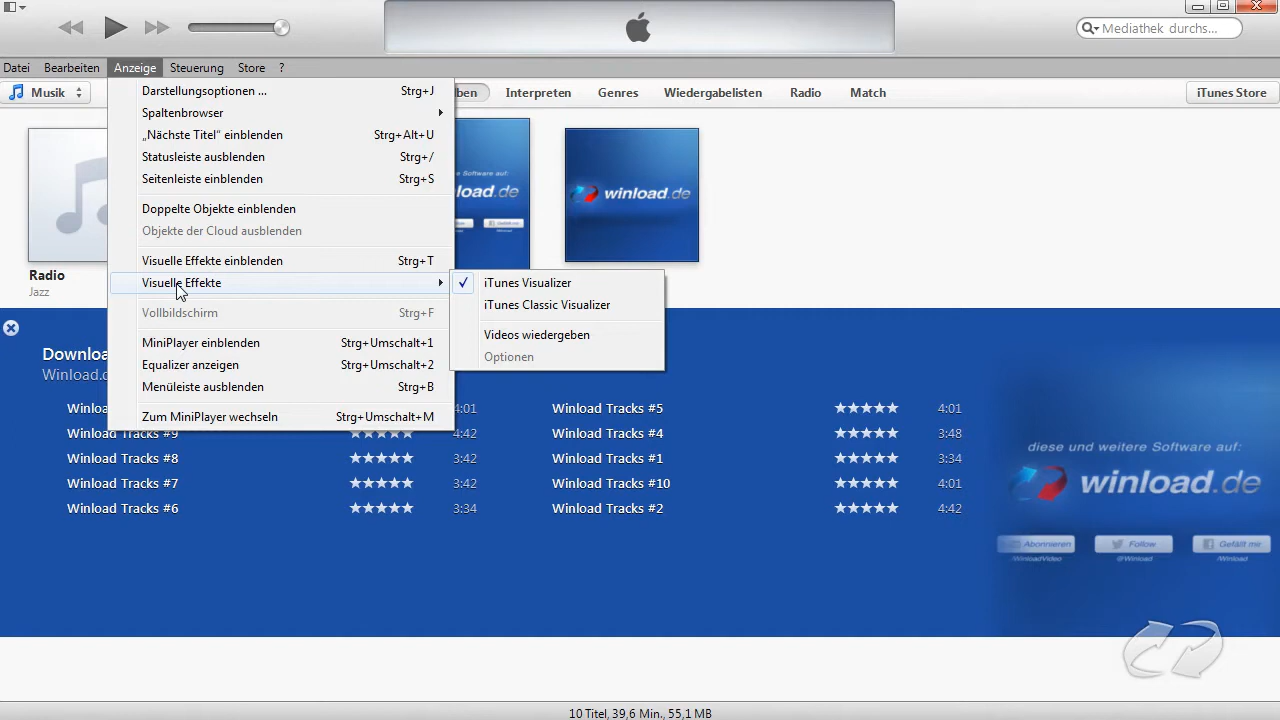 Mediathek durchs...
Datei Bearbeiten Anzeige Steuerung Store ?
Musik ben Interpreten Genres Wiedergabelisten Radio Match iTunes Store
Darstellungsoptionen ... Strg+J
Spaltenbrowser
„Nächste Titel“ einblenden Strg+Alt+U
Statusleiste ausblenden Strg+/
Seitenleiste einblenden Strg+S
Doppelte Objekte einblenden
Objekte der Cloud ausblenden
Visuelle Effekte einblenden Strg+T
Visuelle Effekte
Vollbildschirm Strg+F
MiniPlayer einblenden Strg+Umschalt+1
Equalizer anzeigen Strg+Umschalt+2
Menüleiste ausblenden Strg+B
Zum MiniPlayer wechseln Strg+Umschalt+M
iTunes Visualizer
iTunes Classic Visualizer
Videos wiedergeben
Optionen
e weitere Software auf:
load.de
winload.de
Radio
Jazz
Downloa
Winload.d
Winload 4:01
Winload Tracks #9 ★★★★★ 4:42
Winload Tracks #8 ★★★★★ 3:42
Winload Tracks #7 ★★★★★ 3:42
Winload Tracks #6 ★★★★★ 3:34
Winload Tracks #5 ★★★★★ 4:01
Winload Tracks #4 ★★★★★ 3:48
Winload Tracks #1 ★★★★★ 3:34
Winload Tracks #10 ★★★★★ 4:01
Winload Tracks #2 ★★★★★ 4:42
diese und weitere Software auf:
winload.de
Abonnieren Follow Gefällt mir
/WinloadVideo @Winload /Winload
10 Titel, 39,6 Min., 55,1 MB